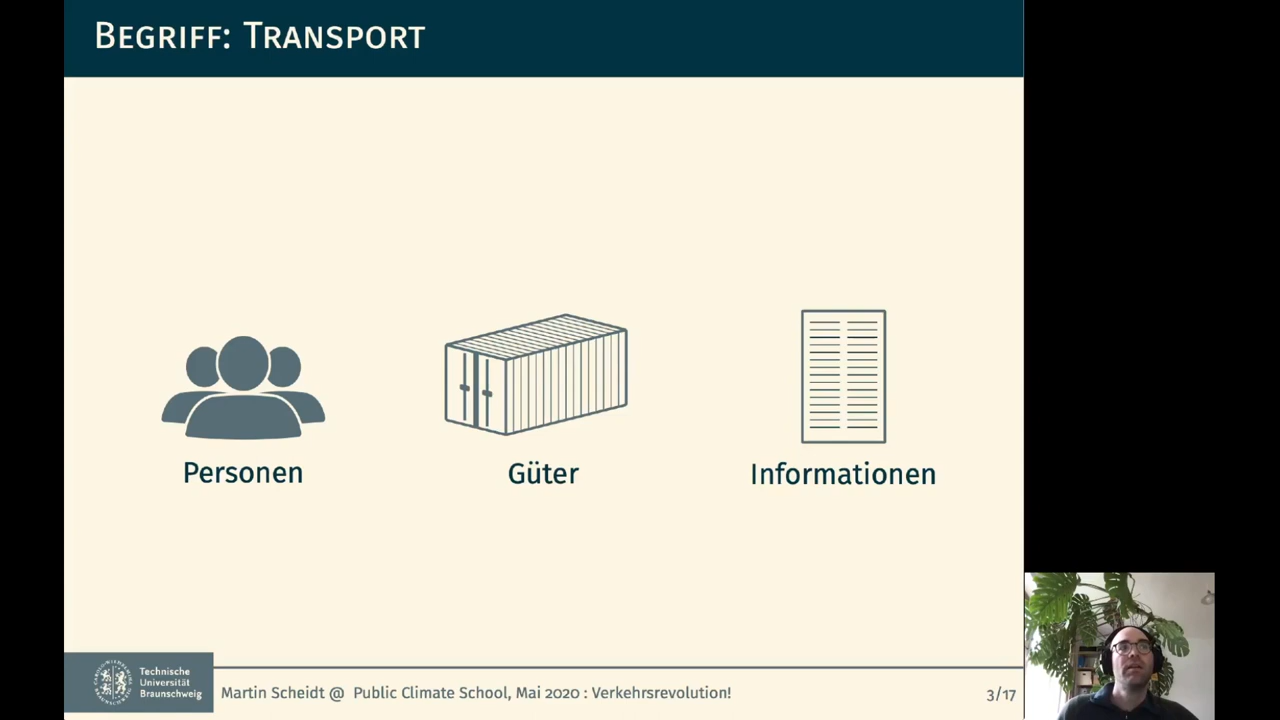 Begriff: Transport
Personen
Güter
Informationen
Technische
Universität
Braunschweig
Martin Scheidt @ Public Climate School, Mai 2020 : Verkehrsrevolution!
3/17